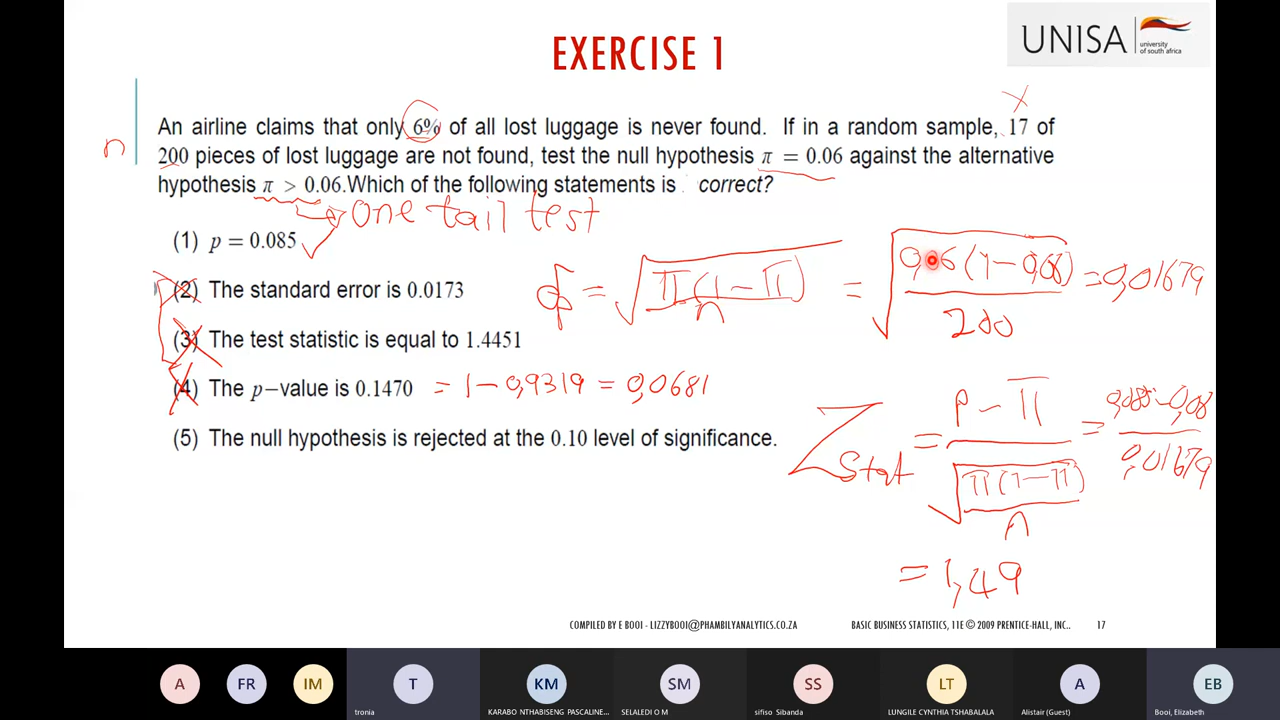 EXERCISE 1
UNISA
university
of south africa
x
n
An airline claims that only 6% of all lost luggage is never found. If in a random sample, 17 of
200 pieces of lost luggage are not found, test the null hypothesis π = 0.06 against the alternative
hypothesis π > 0.06.Which of the following statements is correct?
one tail test
(1) p = 0.085
(2) The standard error is 0.0173
σ = √(π(1-π)/n) = √(0,06(1-0,06)/200) = 0,01679
(3) The test statistic is equal to 1.4451
(4) The p−value is 0.1470 = 1-0,9319 = 0,0681
Z stat = (p-π)/√(π(1-π)/n) = (0,085-0,06)/0,01679
= 1,49
(5) The null hypothesis is rejected at the 0.10 level of significance.
COMPILED BY E BOOI - LIZZYBOOI@PHAMBILYANALYTICS.CO.ZA
BASIC BUSINESS STATISTICS, 11E © 2009 PRENTICE-HALL, INC..
17
A
FR
IM
T
KM
SM
SS
LT
A
EB
tronia
KARABO NTHABISENG PASCALINE...
SELALEDI O M
sifiso Sibanda
LUNGILE CYNTHIA TSHABALALA
Alistair (Guest)
Booi, Elizabeth